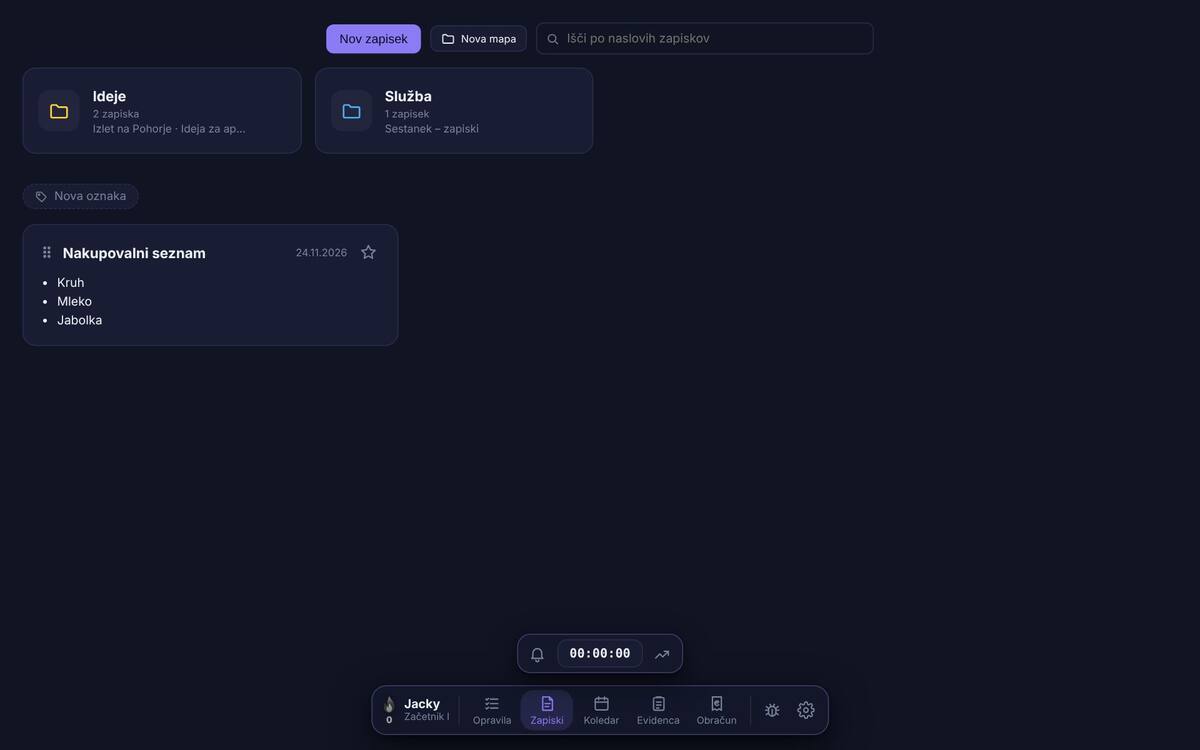 Nov zapisek
Nova mapa
Išči po naslovih zapiskov
Ideje
2 zapiska
Izlet na Pohorje · Ideja za ap...
Služba
1 zapisek
Sestanek – zapiski
Nova oznaka
Nakupovalni seznam
24.11.2026
• Kruh
• Mleko
• Jabolka
00:00:00
0
Jacky
Začetnik I
Opravila
Zapiski
Koledar
Evidenca
Obračun